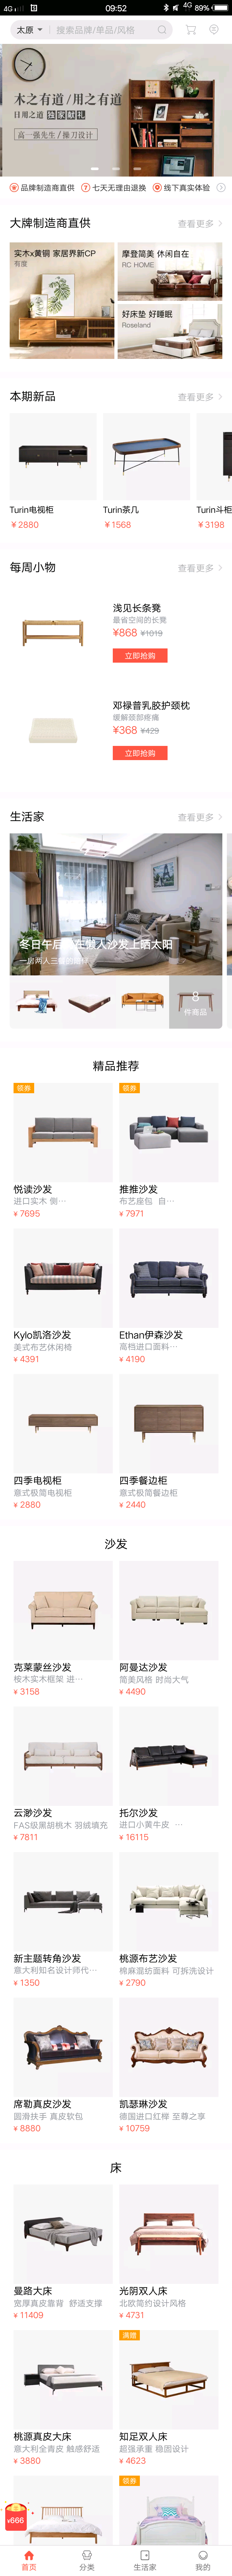 4G 09:52 4G 89%
太原 搜索品牌/单品/风格
木之有道/用之有道
日用之道 独家献礼
高一强先生/操刀设计
品牌制造商直供 七天无理由退换 线下真实体验
大牌制造商直供 查看更多
实木x黄铜 家居界新CP
有度
摩登简美 休闲自在
RC HOME
好床垫 好睡眠
Roseland
本期新品 查看更多
Turin电视柜 Turin茶几 Turin斗柜
¥2880 ¥1568 ¥3198
每周小物 查看更多
浅见长条凳
最省空间的长凳
¥868 ¥1019
立即抢购
邓禄普乳胶护颈枕
缓解颈部疼痛
¥368 ¥429
立即抢购
生活家 查看更多
冬日午后 在懒人沙发上晒太阳
8
件商品
精品推荐
领券 领券
悦读沙发 推推沙发
进口实木 侧… 布艺座包 自…
¥ 7695 ¥ 7971
Kylo凯洛沙发 Ethan伊森沙发
美式布艺休闲椅 高档进口面料…
¥ 4391 ¥ 4190
四季电视柜 四季餐边柜
意式极简电视柜 意式极简餐边柜
¥ 2880 ¥ 2440
沙发
克莱蒙丝沙发 阿曼达沙发
桉木实木框架 进… 简美风格 时尚大气
¥ 3158 ¥ 4490
云渺沙发 托尔沙发
FAS级黑胡桃木 羽绒填充 进口小黄牛皮 …
¥ 7811 ¥ 16115
新主题转角沙发 桃源布艺沙发
意大利知名设计师代… 棉麻混纺面料 可拆洗设计
¥ 1350 ¥ 2790
席勒真皮沙发 凯瑟琳沙发
圆滑扶手 真皮软包 德国进口红榉 至尊之享
¥ 8880 ¥ 10759
床
曼路大床 光阴双人床
宽厚真皮靠背 舒适支撑 北欧简约设计风格
¥ 11409 ¥ 4731
满赠
桃源真皮大床 知足双人床
意大利全青皮 触感舒适 超强承重 稳固设计
¥ 3880 ¥ 4623
领券
¥666
首页 分类 生活家 我的